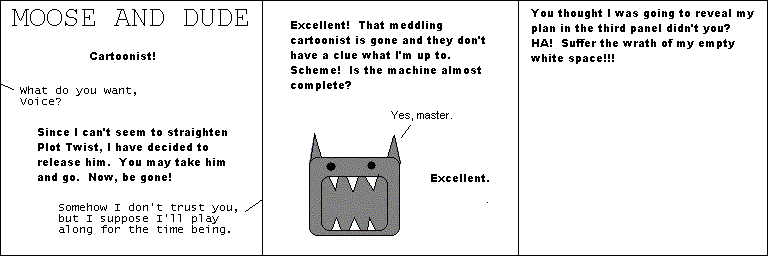 MOOSE AND DUDE
Cartoonist!
What do you want,
Voice?
Since I can't seem to straighten
Plot Twist, I have decided to
release him.  You may take him
and go.  Now, be gone!
Somehow I don't trust you,
but I suppose I'll play
along for the time being.
Excellent!  That meddling
cartoonist is gone and they don't
have a clue what I'm up to.
Scheme!  Is the machine almost
complete?
Yes, master.
Excellent.
You thought I was going to reveal my
plan in the third panel didn't you?
HA!  Suffer the wrath of my empty
white space!!!